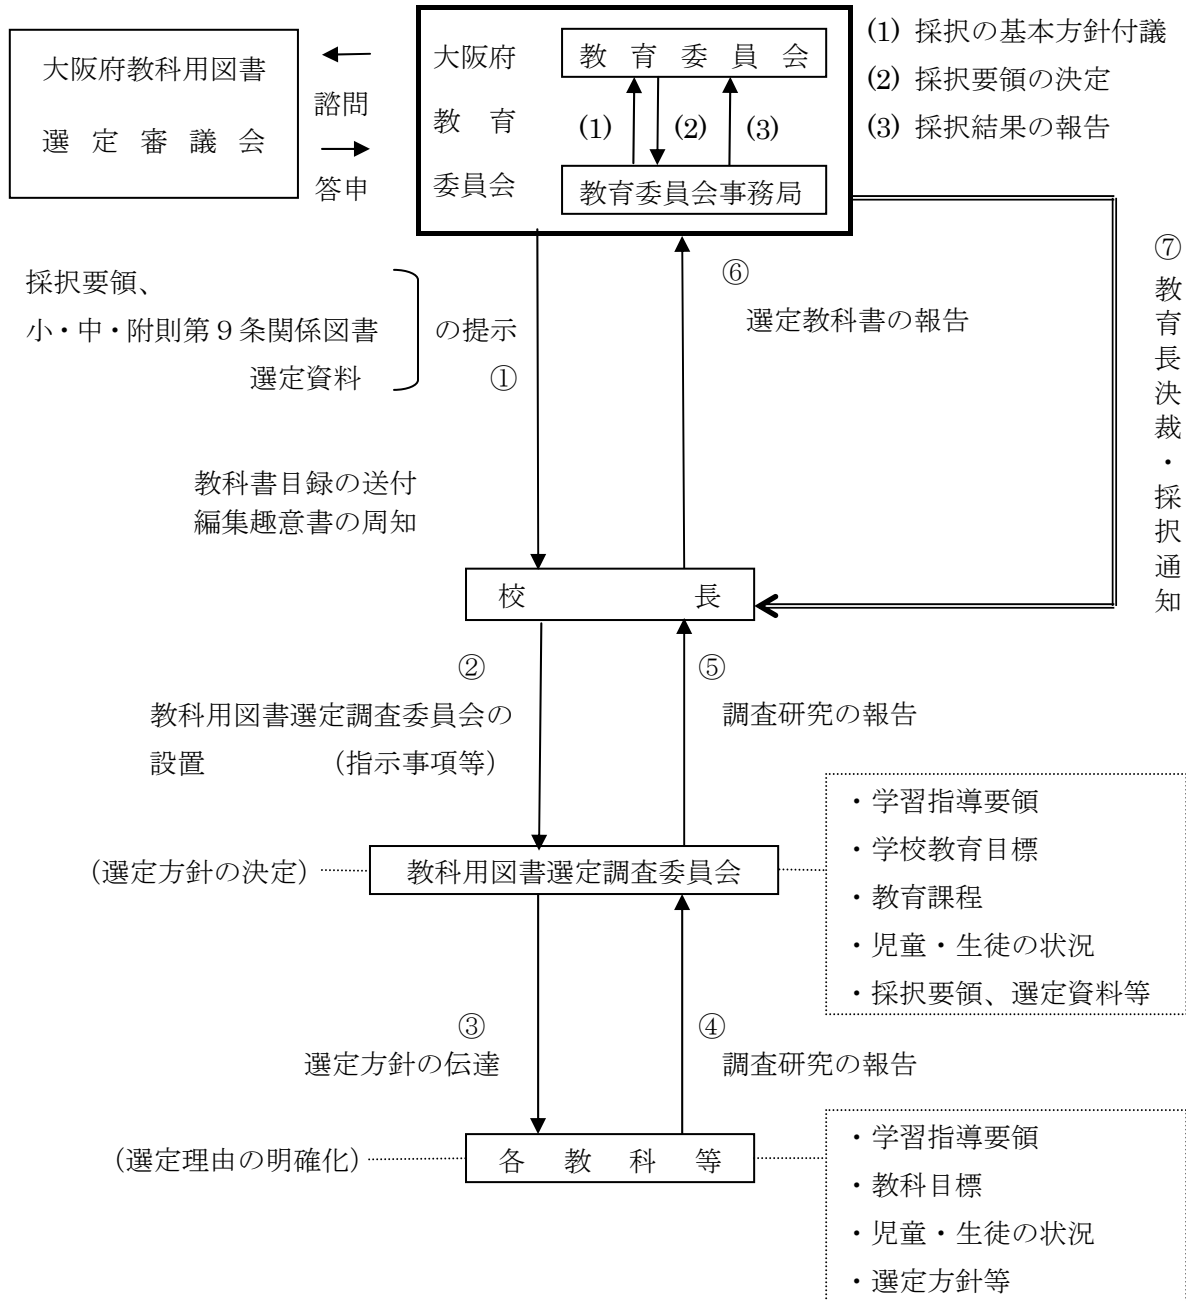 大阪府教科用図書
選定審議会
諮問
答申
大阪府
教育
委員会
教育委員会
(1) (2) (3)
教育委員会事務局
(1) 採択の基本方針付議
(2) 採択要領の決定
(3) 採択結果の報告
採択要領、
小・中・附則第９条関係図書
選定資料
の提示
①
教科書目録の送付
編集趣意書の周知
⑥
選定教科書の報告
⑦教育長決裁・採択通知
校長
②
教科用図書選定調査委員会の
設置 （指示事項等）
⑤
調査研究の報告
（選定方針の決定）
教科用図書選定調査委員会
・学習指導要領
・学校教育目標
・教育課程
・児童・生徒の状況
・採択要領、選定資料等
③
選定方針の伝達
④
調査研究の報告
（選定理由の明確化）
各教科等
・学習指導要領
・教科目標
・児童・生徒の状況
・選定方針等